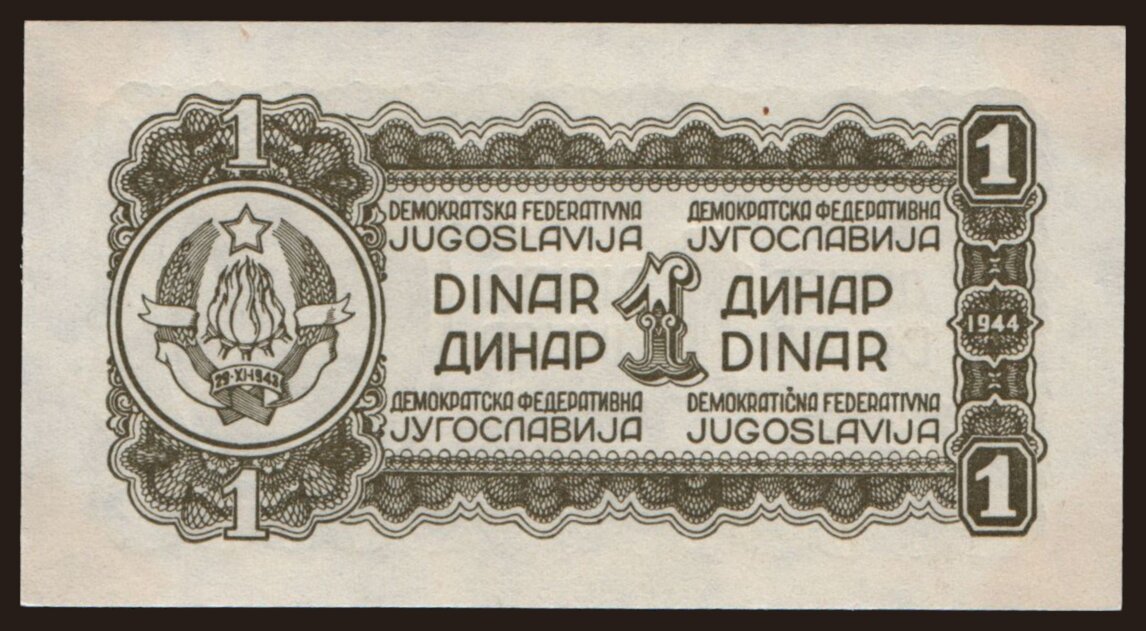 1
1
DEMOKRATSKA FEDERATIVNA
JUGOSLAVIJA
ДЕМОКРАТСКА ФЕДЕРАТИВНА
ЈУГОСЛАВИЈА
DINAR
ДИНАР
1
ДИНАР
DINAR
1944
29·XI·1943
ДЕМОКРАТСКА ФЕДЕРАТИВНА
ЈУГОСЛАВИЈА
DEMOKRATIČNA FEDERATIVNA
JUGOSLAVIJA
1
1